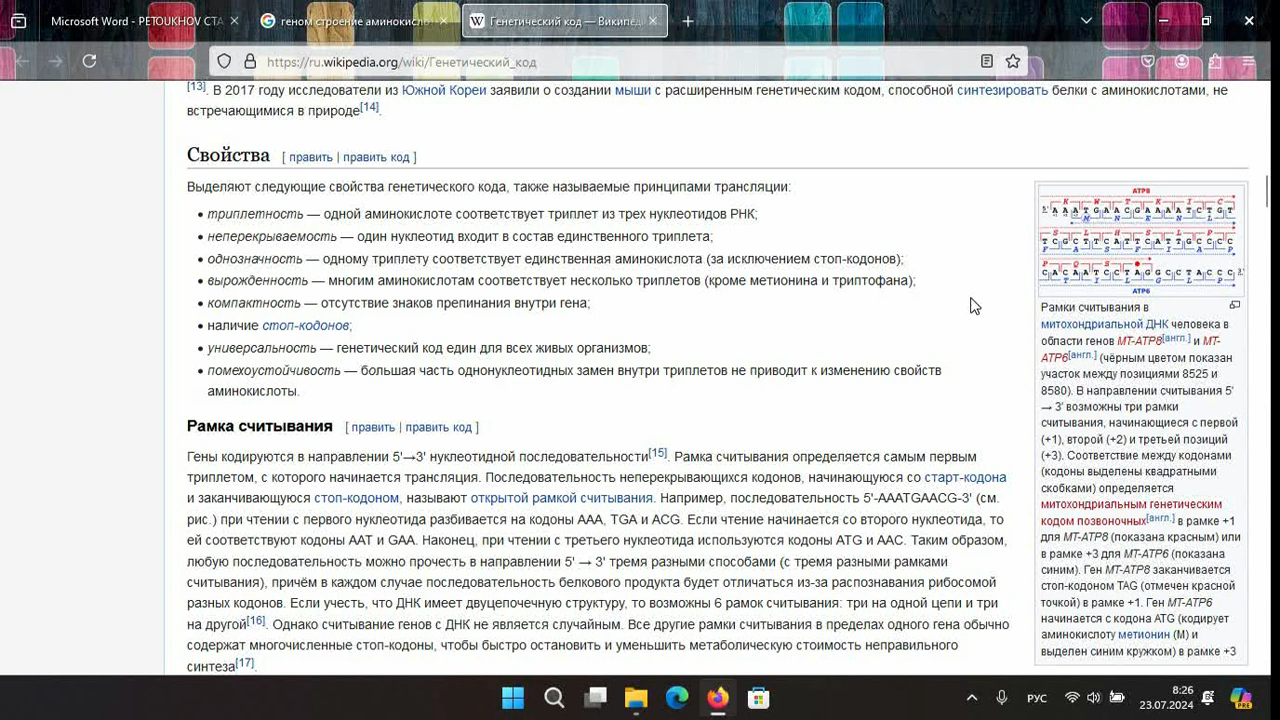 Microsoft Word - PETOUKHOV СТА
геном строение аминокисло
Генетический код — Викип
https://ru.wikipedia.org/wiki/Генетический_код
[13]. В 2017 году исследователи из Южной Кореи заявили о создании мыши с расширенным генетическим кодом, способной синтезировать белки с аминокислотами, не
встречающимися в природе[14].
Свойства [ править | править код ]
Выделяют следующие свойства генетического кода, также называемые принципами трансляции:
• триплетность — одной аминокислоте соответствует триплет из трех нуклеотидов РНК;
• неперекрываемость — один нуклеотид входит в состав единственного триплета;
• однозначность — одному триплету соответствует единственная аминокислота (за исключением стоп-кодонов);
• вырожденность — многим аминокислотам соответствует несколько триплетов (кроме метионина и триптофана);
• компактность — отсутствие знаков препинания внутри гена;
• наличие стоп-кодонов;
• универсальность — генетический код един для всех живых организмов;
• помехоустойчивость — большая часть однонуклеотидных замен внутри триплетов не приводит к изменению свойств
аминокислоты.
Рамка считывания [ править | править код ]
Гены кодируются в направлении 5'→3' нуклеотидной последовательности[15]. Рамка считывания определяется самым первым
триплетом, с которого начинается трансляция. Последовательность неперекрывающихся кодонов, начинающуюся со старт-кодона
и заканчивающуюся стоп-кодоном, называют открытой рамкой считывания. Например, последовательность 5'-AAATGAACG-3' (см.
рис.) при чтении с первого нуклеотида разбивается на кодоны AAA, TGA и ACG. Если чтение начинается со второго нуклеотида, то
ей соответствуют кодоны AAT и GAA. Наконец, при чтении с третьего нуклеотида используются кодоны ATG и AAC. Таким образом,
любую последовательность можно прочесть в направлении 5' → 3' тремя разными способами (с тремя разными рамками
считывания), причём в каждом случае последовательность белкового продукта будет отличаться из-за распознавания рибосомой
разных кодонов. Если учесть, что ДНК имеет двуцепочечную структуру, то возможны 6 рамок считывания: три на одной цепи и три
на другой[16]. Однако считывание генов с ДНК не является случайным. Все другие рамки считывания в пределах одного гена обычно
содержат многочисленные стоп-кодоны, чтобы быстро остановить и уменьшить метаболическую стоимость неправильного
синтеза[17].
ATP8
ATP6
Рамки считывания в
митохондриальной ДНК человека в
области генов MT-ATP8[англ.] и MT-
ATP6[англ.] (чёрным цветом показан
участок между позициями 8525 и
8580). В направлении считывания 5'
→ 3' возможны три рамки
считывания, начинающиеся с первой
(+1), второй (+2) и третьей позиций
(+3). Соответствие между кодонами
(кодоны выделены квадратными
скобками) определяется
митохондриальным генетическим
кодом позвоночных[англ.] в рамке +1
для MT-ATP8 (показана красным) или
в рамке +3 для MT-ATP6 (показана
синим). Ген MT-ATP8 заканчивается
стоп-кодоном TAG (отмечен красной
точкой) в рамке +1. Ген MT-ATP6
начинается с кодона ATG (кодирует
аминокислоту метионин (M) и
выделен синим кружком) в рамке +3
РУС
8:26
23.07.2024
PRE